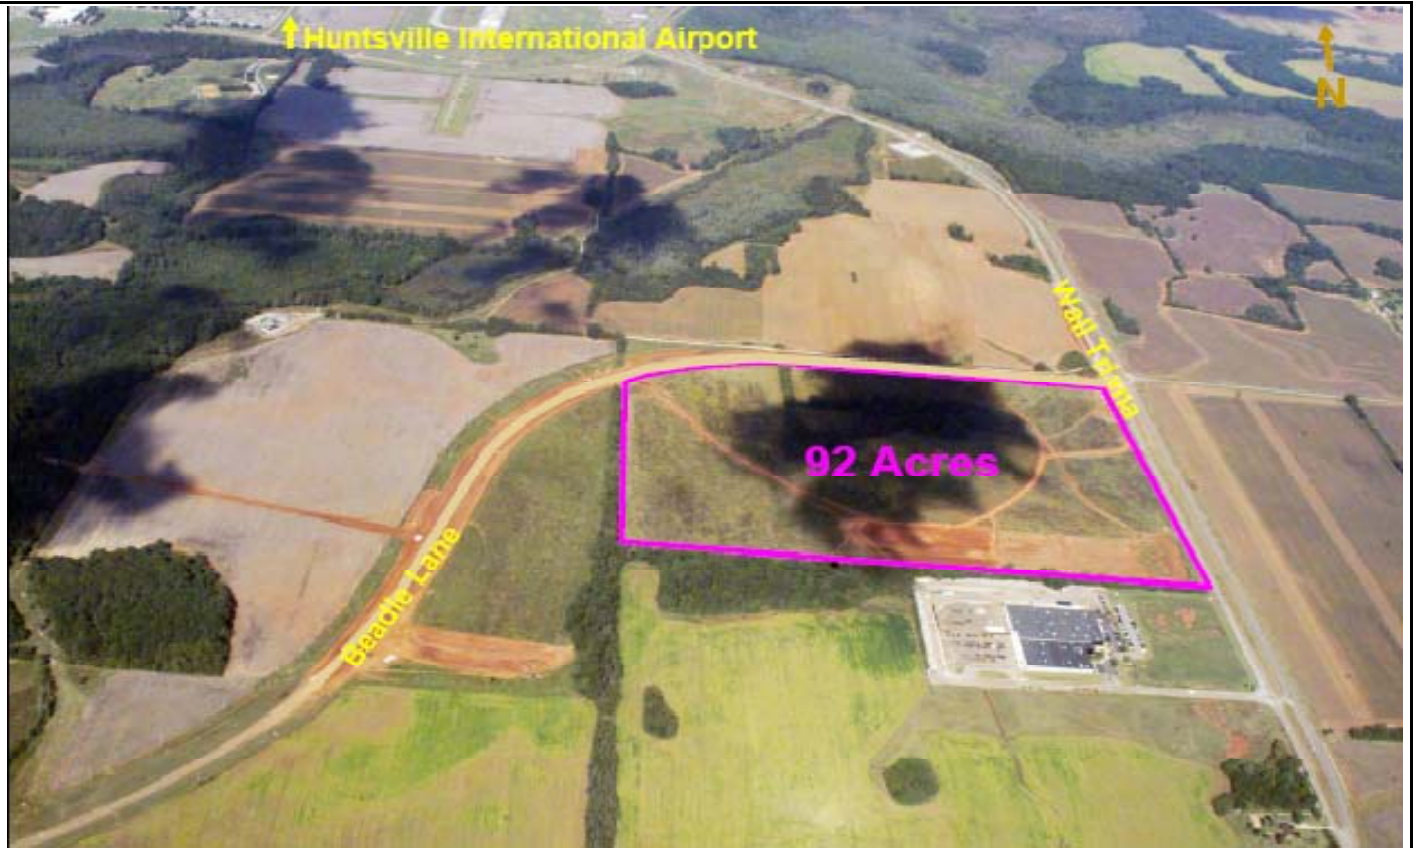 Huntsville International Airport
N
Wall Triana
92 Acres
Beadle Lane